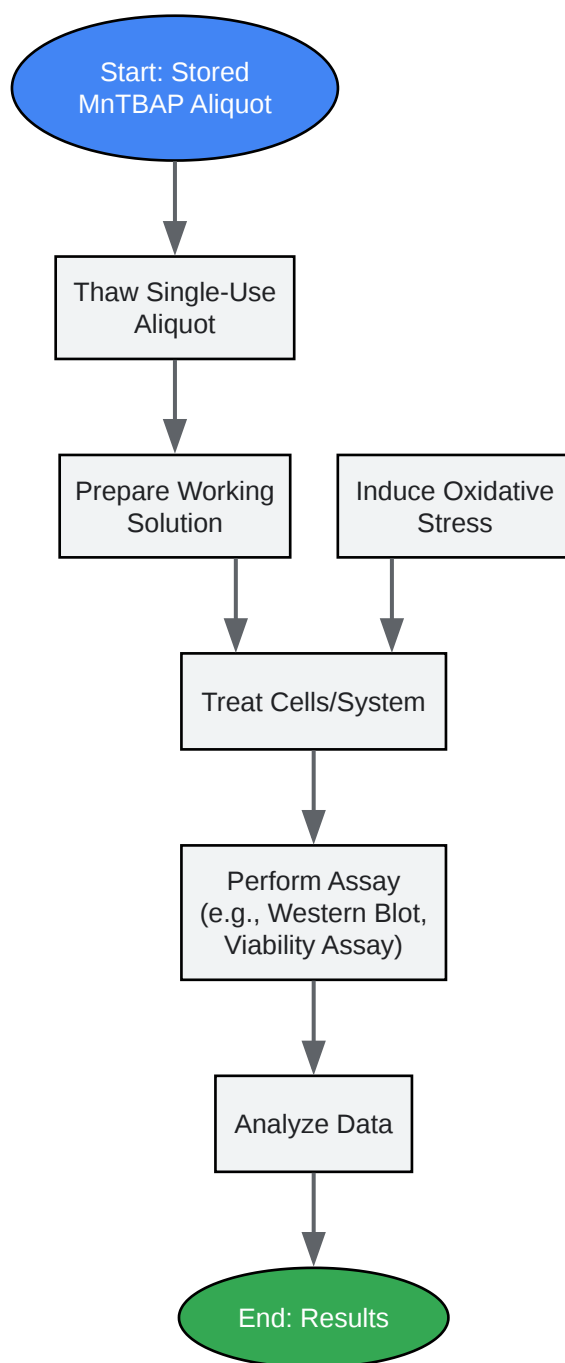 Start: Stored
MnTBAP Aliquot
Thaw Single-Use
Aliquot
Prepare Working
Solution
Induce Oxidative
Stress
Treat Cells/System
Perform Assay
(e.g., Western Blot,
Viability Assay)
Analyze Data
End: Results